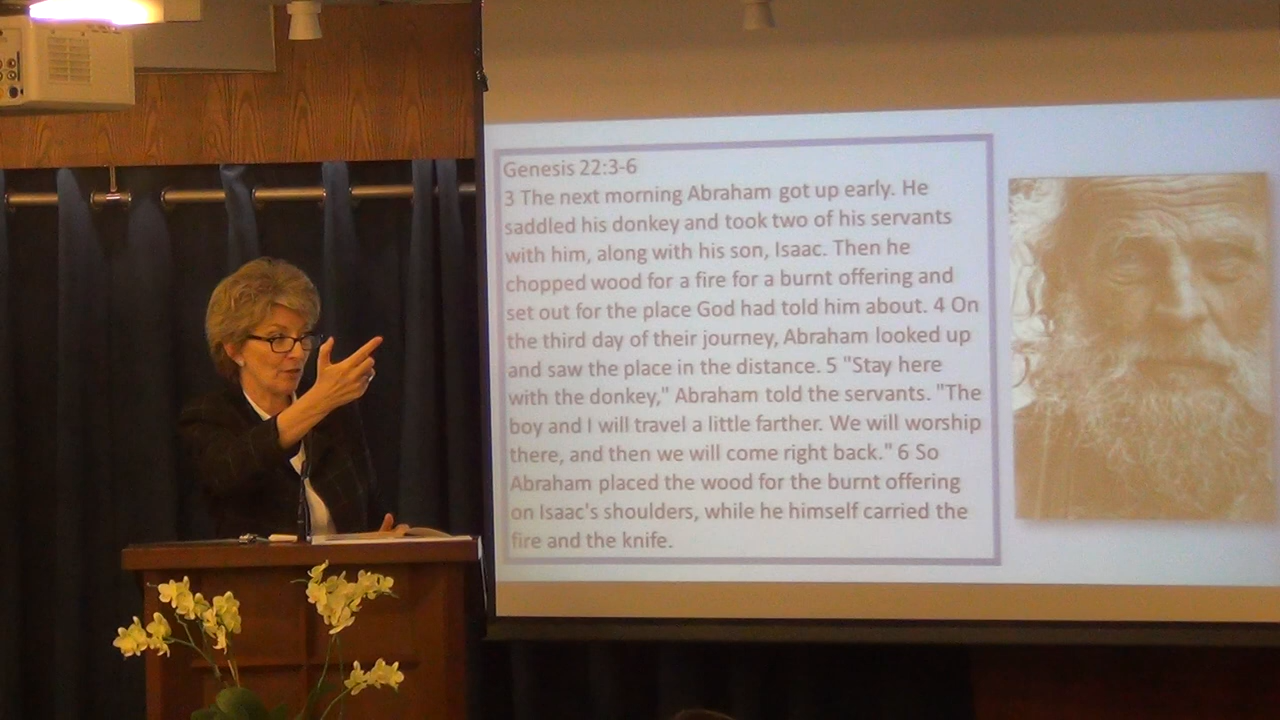 Genesis 22:3-6
3 The next morning Abraham got up early. He
saddled his donkey and took two of his servants
with him, along with his son, Isaac. Then he
chopped wood for a fire for a burnt offering and
set out for the place God had told him about. 4 On
the third day of their journey, Abraham looked up
and saw the place in the distance. 5 "Stay here
with the donkey," Abraham told the servants. "The
boy and I will travel a little farther. We will worship
there, and then we will come right back." 6 So
Abraham placed the wood for the burnt offering
on Isaac's shoulders, while he himself carried the
fire and the knife.